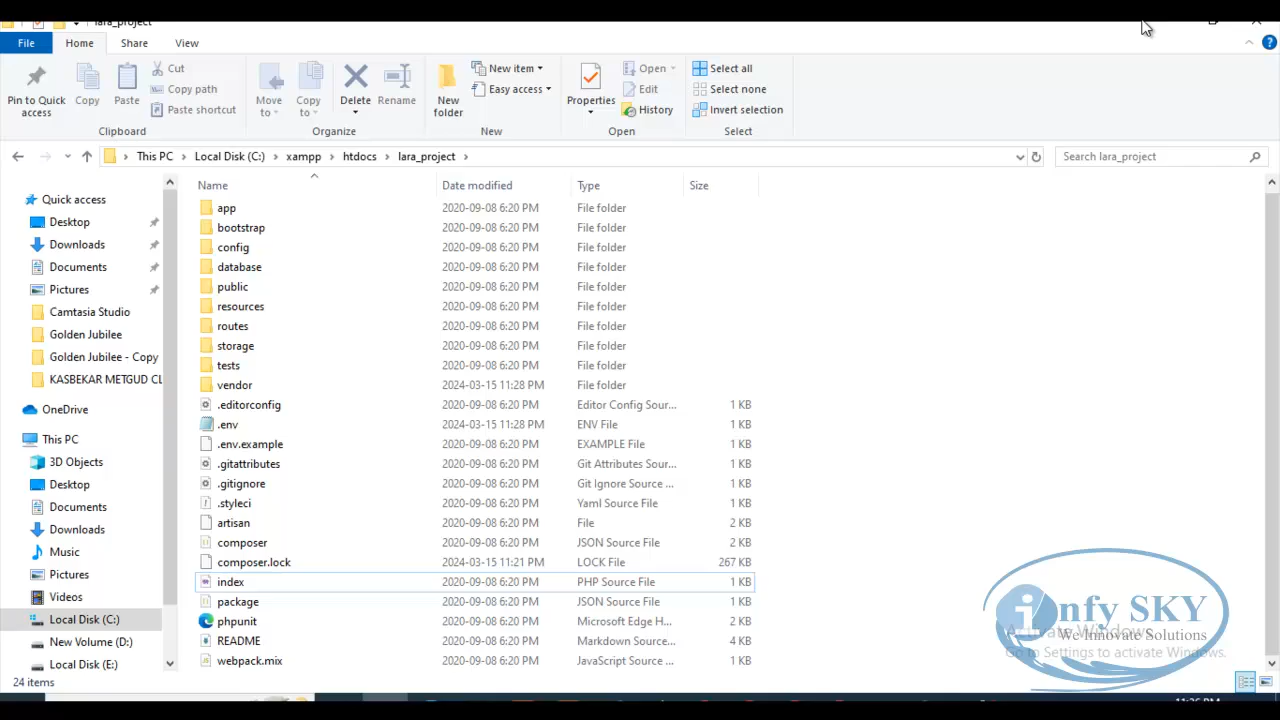 lara_project
File Home Share View
Pin to Quick access
Copy
Paste
Cut
Copy path
Paste shortcut
Clipboard
Move to
Copy to
Delete
Rename
Organize
New folder
New item
Easy access
New
Properties
Open
Edit
History
Open
Select all
Select none
Invert selection
Select
This PC > Local Disk (C:) > xampp > htdocs > lara_project >
Search lara_project
Quick access
Desktop
Downloads
Documents
Pictures
Camtasia Studio
Golden Jubilee
Golden Jubilee - Copy
KASBEKAR METGUD CL
OneDrive
This PC
3D Objects
Desktop
Documents
Downloads
Music
Pictures
Videos
Local Disk (C:)
New Volume (D:)
Local Disk (E:)
Name Date modified Type Size
app 2020-09-08 6:20 PM File folder
bootstrap 2020-09-08 6:20 PM File folder
config 2020-09-08 6:20 PM File folder
database 2020-09-08 6:20 PM File folder
public 2020-09-08 6:20 PM File folder
resources 2020-09-08 6:20 PM File folder
routes 2020-09-08 6:20 PM File folder
storage 2020-09-08 6:20 PM File folder
tests 2020-09-08 6:20 PM File folder
vendor 2024-03-15 11:28 PM File folder
.editorconfig 2020-09-08 6:20 PM Editor Config Sour... 1 KB
.env 2024-03-15 11:28 PM ENV File 1 KB
.env.example 2020-09-08 6:20 PM EXAMPLE File 1 KB
.gitattributes 2020-09-08 6:20 PM Git Attributes Sour... 1 KB
.gitignore 2020-09-08 6:20 PM Git Ignore Source ... 1 KB
.styleci 2020-09-08 6:20 PM Yaml Source File 1 KB
artisan 2020-09-08 6:20 PM File 2 KB
composer 2020-09-08 6:20 PM JSON Source File 2 KB
composer.lock 2024-03-15 11:21 PM LOCK File 267 KB
index 2020-09-08 6:20 PM PHP Source File 1 KB
package 2020-09-08 6:20 PM JSON Source File 1 KB
phpunit 2020-09-08 6:20 PM Microsoft Edge H... 2 KB
README 2020-09-08 6:20 PM Markdown Source... 4 KB
webpack.mix 2020-09-08 6:20 PM JavaScript Source ... 1 KB
infy SKY
We Innovate Solutions
Activate Windows
Go to Settings to activate Windows.
24 items
11:36 PM